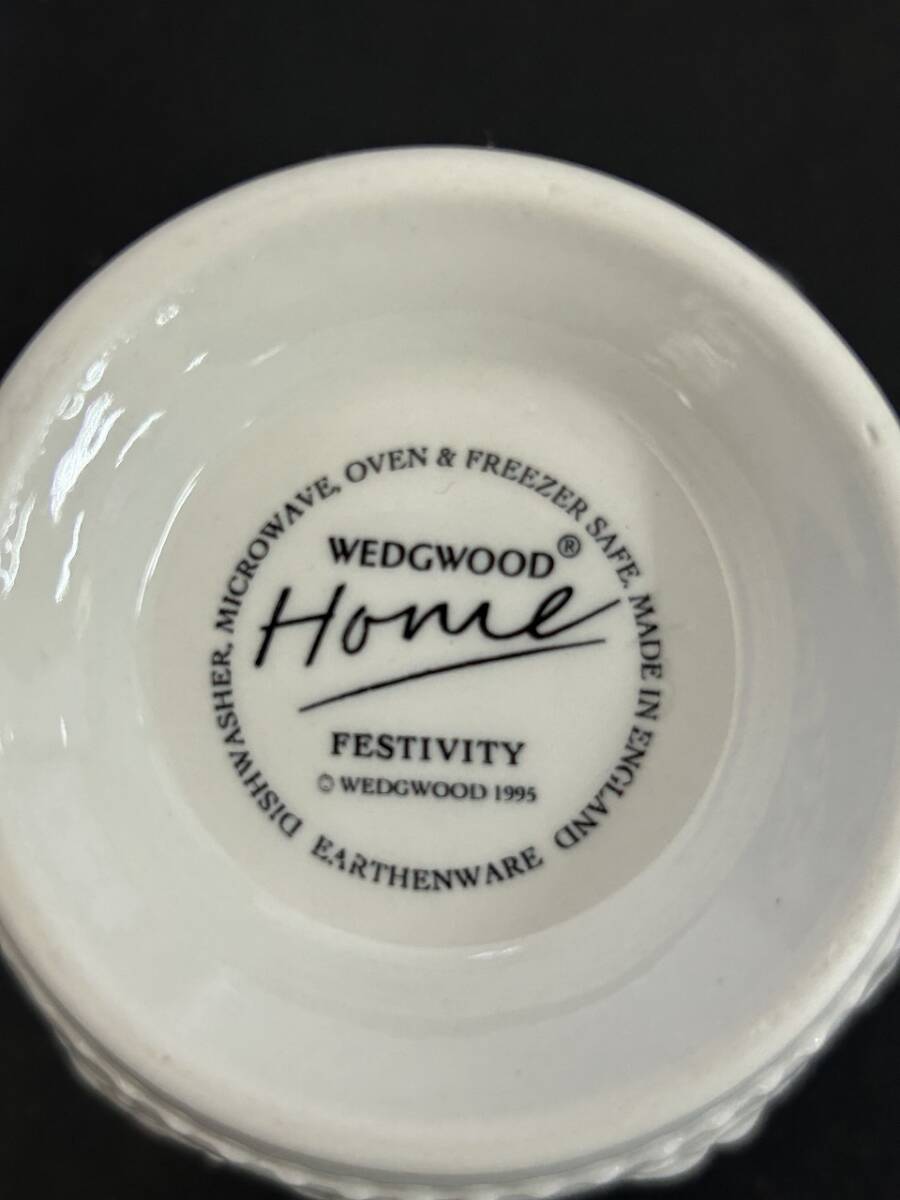 DISHWASHER, MICROWAVE, OVEN & FREEZER SAFE. MADE IN ENGLAND
WEDGWOOD®
Home
FESTIVITY
© WEDGWOOD 1995
EARTHENWARE